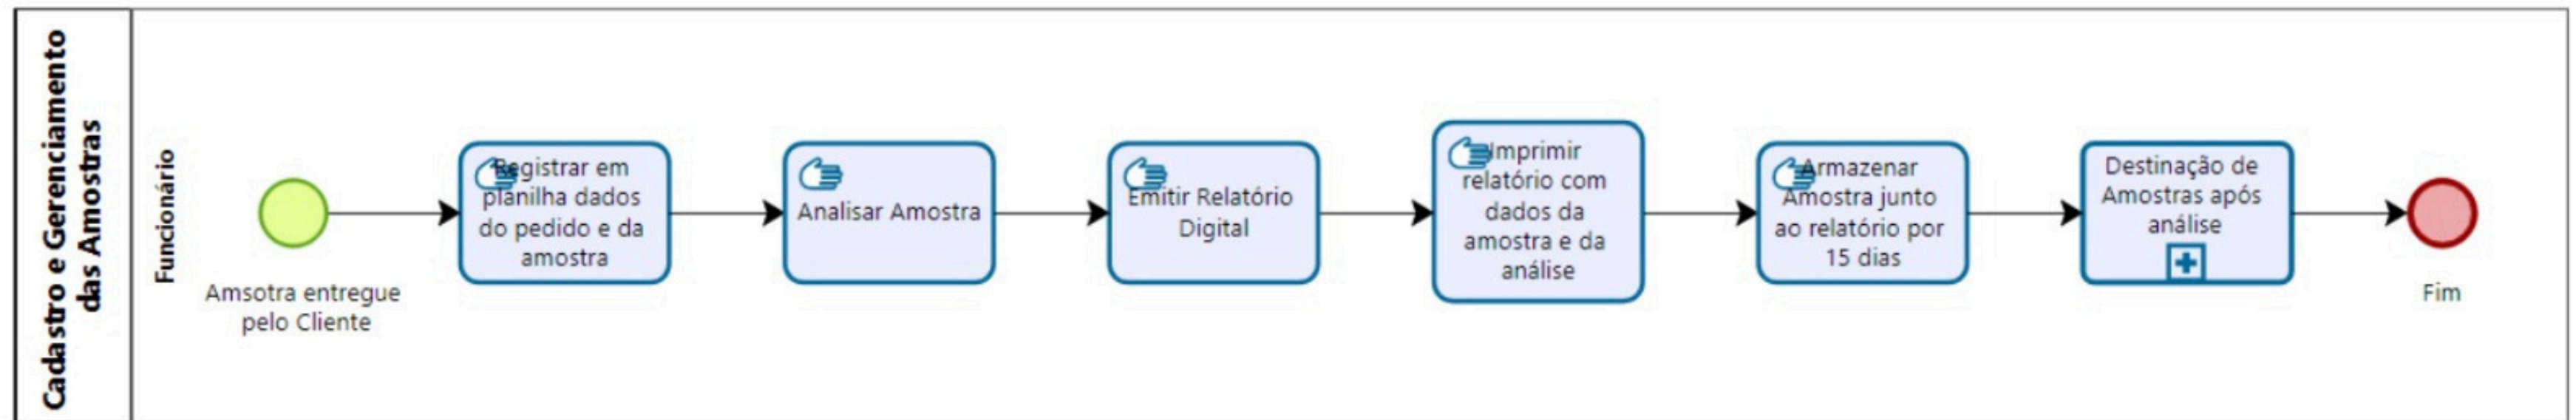 Cadastro e Gerenciamento
das Amostras
Funcionário
Amsotra entregue
pelo Cliente
Registrar em
planilha dados
do pedido e da
amostra
Analisar Amostra
Emitir Relatório
Digital
Imprimir
relatório com
dados da
amostra e da
análise
Armazenar
Amostra junto
ao relatório por
15 dias
Destinação de
Amostras após
análise
Fim